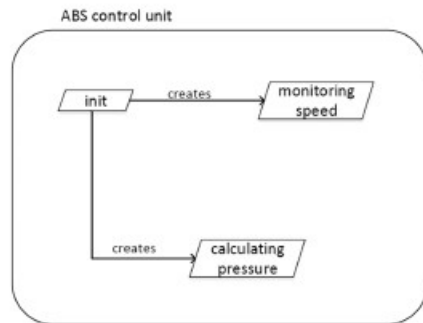 ABS control unit
init
creates
monitoring
speed
creates
calculating
pressure